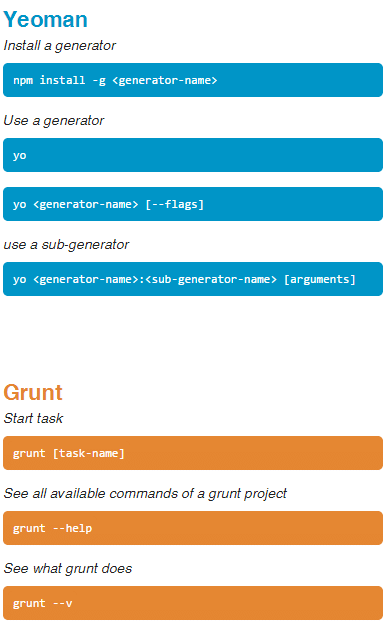 Yeoman
Install a generator
npm install -g <generator-name>
Use a generator
yo
yo <generator-name> [--flags]
use a sub-generator
yo <generator-name>:<sub-generator-name> [arguments]
Grunt
Start task
grunt [task-name]
See all available commands of a grunt project
grunt --help
See what grunt does
grunt --v